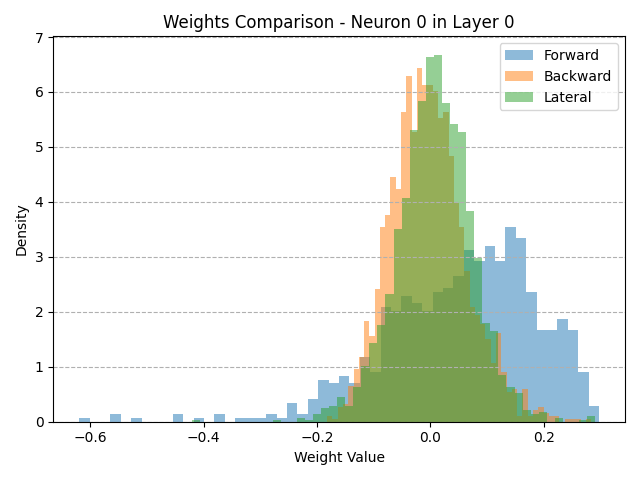 Weights Comparison - Neuron 0 in Layer 0
Forward
Backward
Lateral
Density
7
6
5
4
3
2
1
0
−0.6
−0.4
−0.2
0.0
0.2
Weight Value